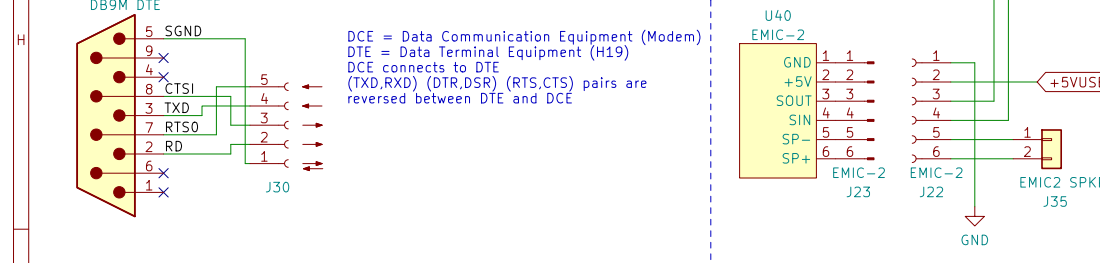 DB9M DTE
H
5 SGND
9
4
8 CTSI
3 TXD
7 RTS0
2 RD
6
1
5
4
3
2
1
J30
DCE = Data Communication Equipment (Modem)
DTE = Data Terminal Equipment (H19)
DCE connects to DTE
(TXD,RXD) (DTR,DSR) (RTS,CTS) pairs are
reversed between DTE and DCE
U40
EMIC-2
GND 1 1
+5V 2 2
SOUT 3 3
SIN 4 4
SP- 5 5
SP+ 6 6
EMIC-2
J23
1
2
3
4
5
6
EMIC-2
J22
GND
+5VUS
1
2
EMIC2 SPK
J35